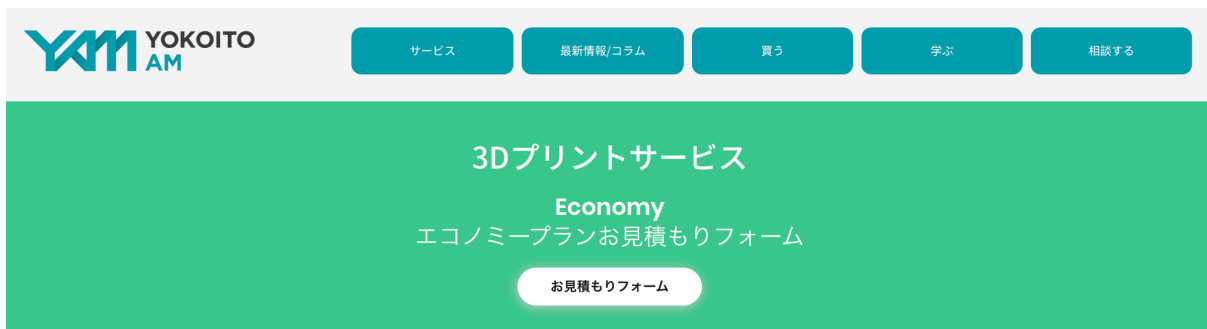 YAM YOKOITO
AM
サービス
最新情報/コラム
買う
学ぶ
相談する
3Dプリントサービス
Economy
エコノミープランお見積もりフォーム
お見積もりフォーム